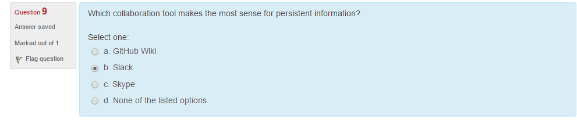 Question 9
Answer saved
Marked out of 1
Flag question
Which collaboration tool makes the most sense for persistent information?
Select one:
a. GitHub Wiki
b. Slack
c. Skype
d. None of the listed options